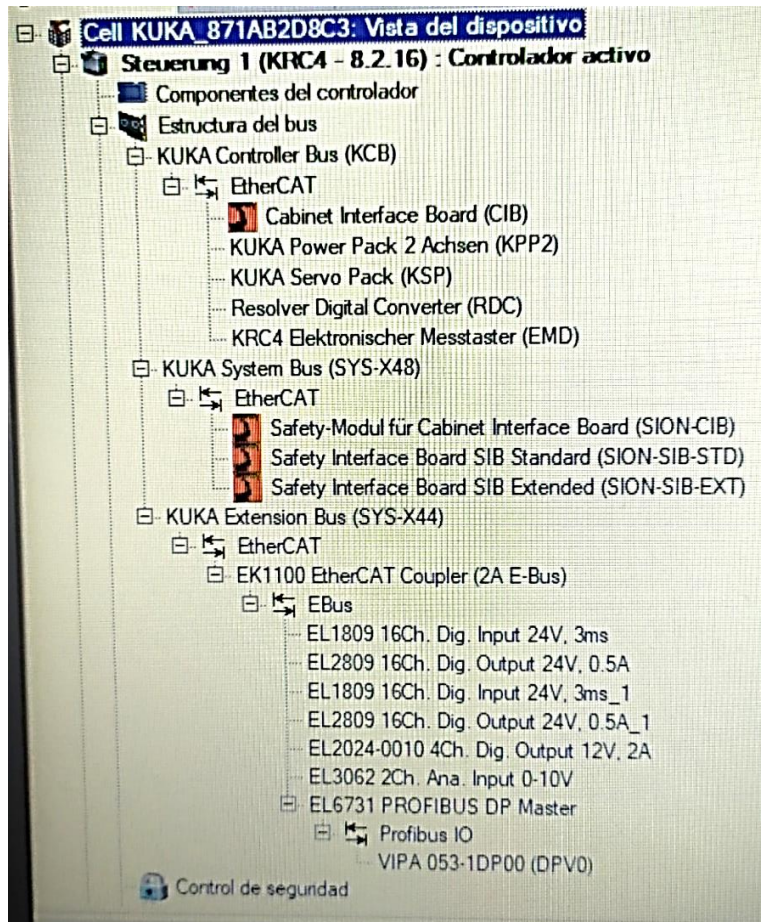 Cell KUKA_871AB2D8C3: Vista del dispositivo
Steuerung 1 (KRC4 - 8.2.16) : Controlador activo
Componentes del controlador
Estructura del bus
KUKA Controller Bus (KCB)
EtherCAT
Cabinet Interface Board (CIB)
KUKA Power Pack 2 Achsen (KPP2)
KUKA Servo Pack (KSP)
Resolver Digital Converter (RDC)
KRC4 Elektronischer Messtaster (EMD)
KUKA System Bus (SYS-X48)
EtherCAT
Safety-Modul für Cabinet Interface Board (SION-CIB)
Safety Interface Board SIB Standard (SION-SIB-STD)
Safety Interface Board SIB Extended (SION-SIB-EXT)
KUKA Extension Bus (SYS-X44)
EtherCAT
EK1100 EtherCAT Coupler (2A E-Bus)
EBus
EL1809 16Ch. Dig. Input 24V, 3ms
EL2809 16Ch. Dig. Output 24V, 0.5A
EL1809 16Ch. Dig. Input 24V, 3ms_1
EL2809 16Ch. Dig. Output 24V, 0.5A_1
EL2024-0010 4Ch. Dig. Output 12V, 2A
EL3062 2Ch. Ana. Input 0-10V
EL6731 PROFIBUS DP Master
Profibus IO
VIPA 053-1DP00 (DPV0)
Control de seguridad